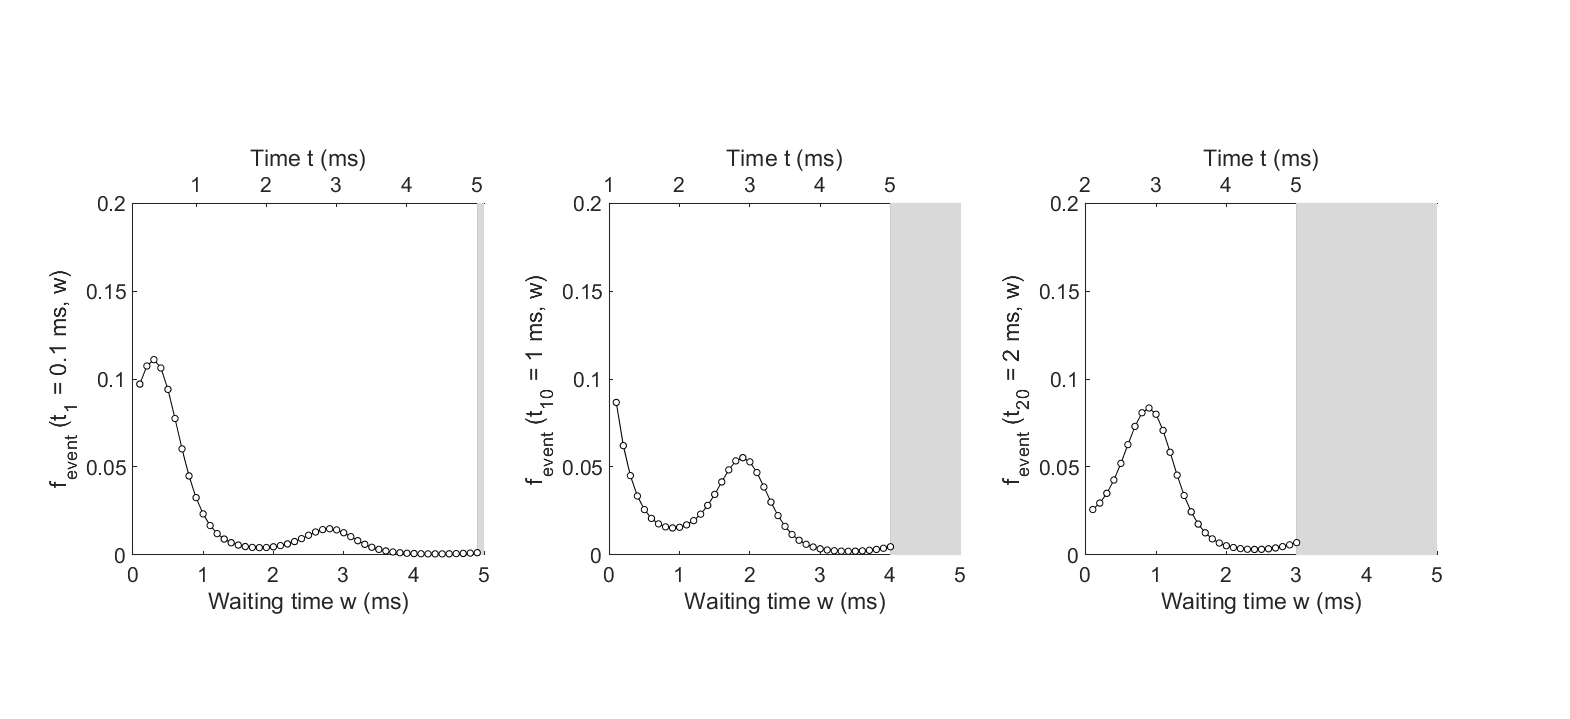 Time t (ms)
1 2 3 4 5
0.2
0.15
0.1
0.05
0
f_event (t_1 = 0.1 ms, w)
0 1 2 3 4 5
Waiting time w (ms)
Time t (ms)
1 2 3 4 5
0.2
0.15
0.1
0.05
0
f_event (t_10 = 1 ms, w)
0 1 2 3 4 5
Waiting time w (ms)
Time t (ms)
2 3 4 5
0.2
0.15
0.1
0.05
0
f_event (t_20 = 2 ms, w)
0 1 2 3 4 5
Waiting time w (ms)